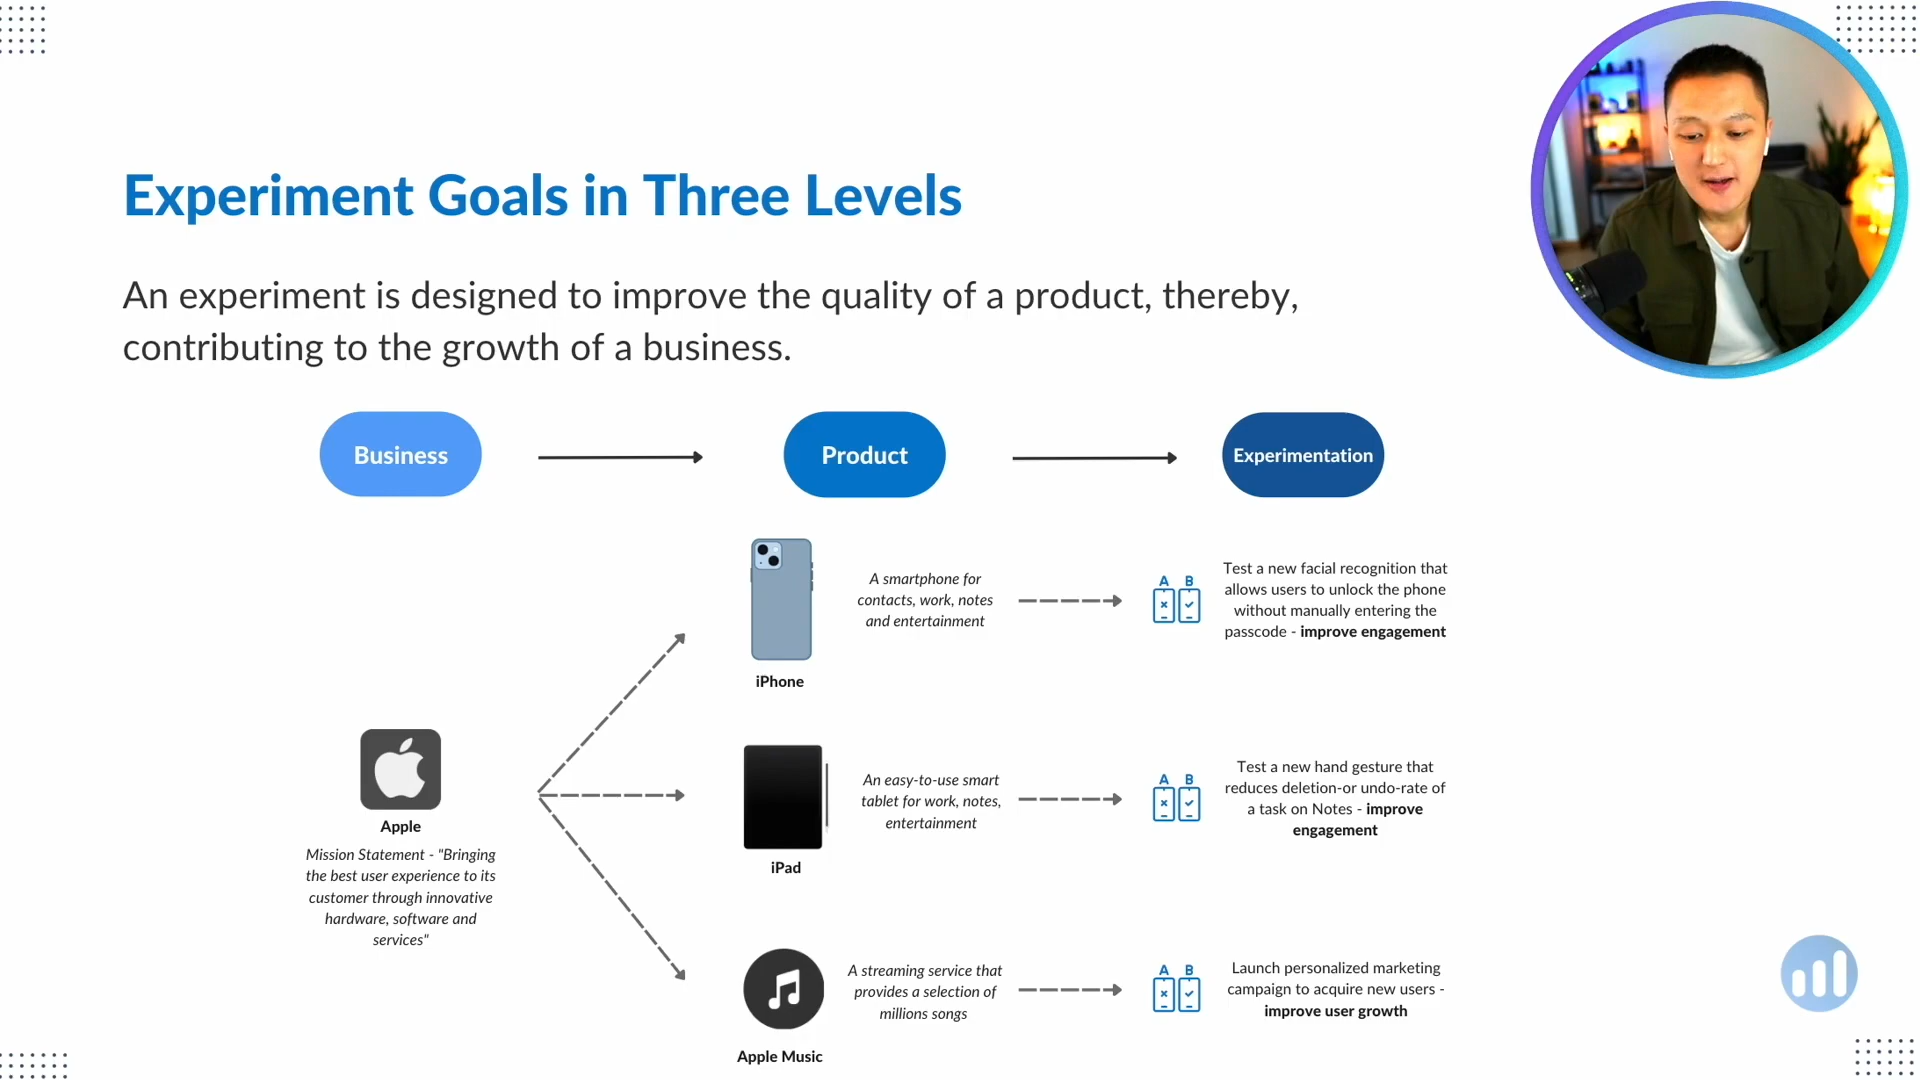 Experiment Goals in Three Levels
An experiment is designed to improve the quality of a product, thereby,
contributing to the growth of a business.
Business
Product
Experimentation
A smartphone for
contacts, work, notes
and entertainment
iPhone
A B
Test a new facial recognition that
allows users to unlock the phone
without manually entering the
passcode - improve engagement
Apple
Mission Statement - "Bringing
the best user experience to its
customer through innovative
hardware, software and
services"
An easy-to-use smart
tablet for work, notes,
entertainment
iPad
A B
Test a new hand gesture that
reduces deletion-or undo-rate of
a task on Notes - improve
engagement
A streaming service that
provides a selection of
millions songs
Apple Music
A B
Launch personalized marketing
campaign to acquire new users -
improve user growth